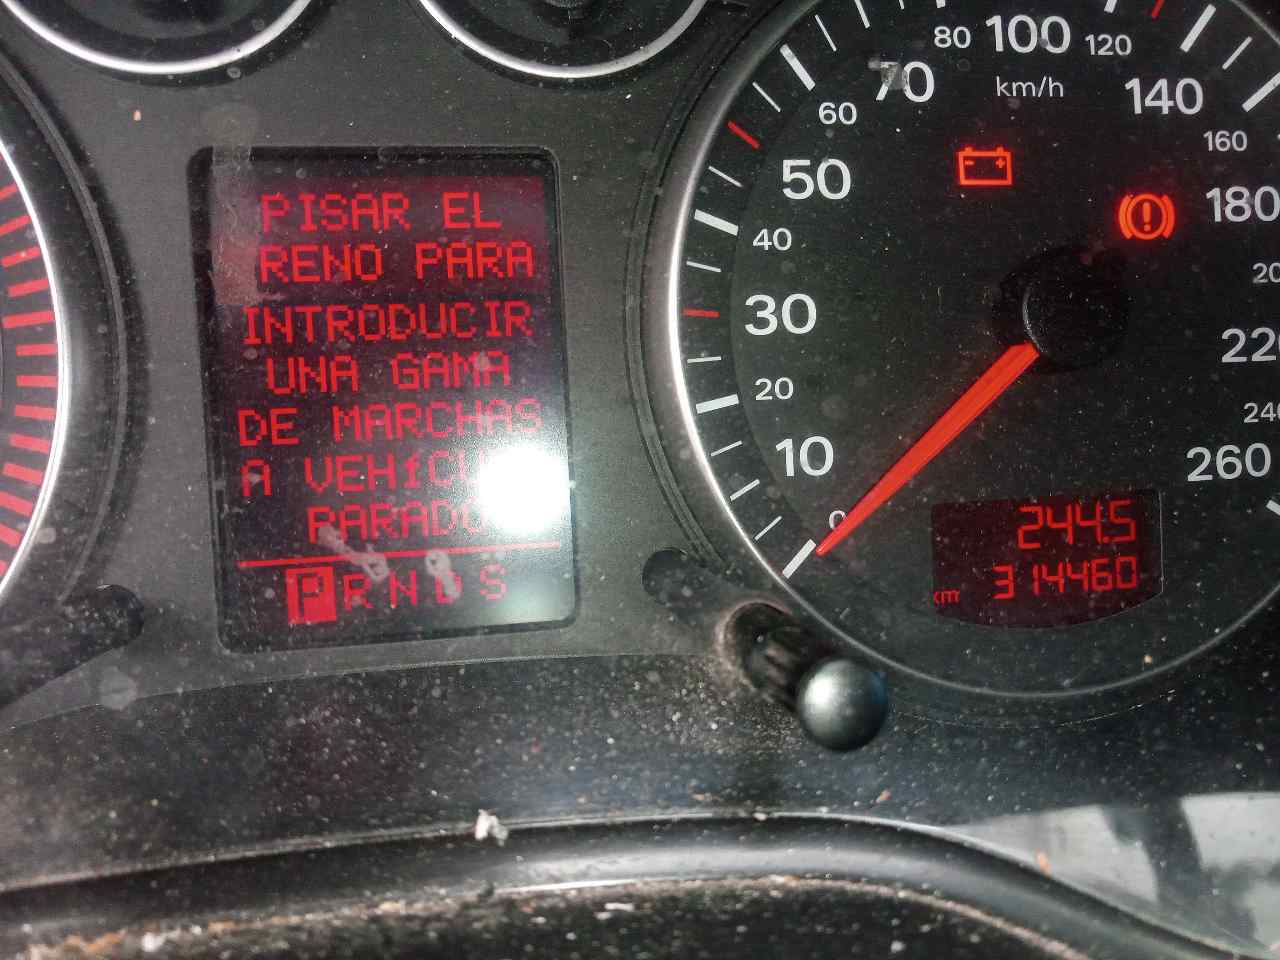 PISAR EL
RENO PARA
INTRODUCIR
UNA GAMA
DE MARCHAS
A
PARADO
P R N D S
10
20
30
40
50
60
70
80
100
120
140
160
180
260
km/h
0
244.5
km 314460